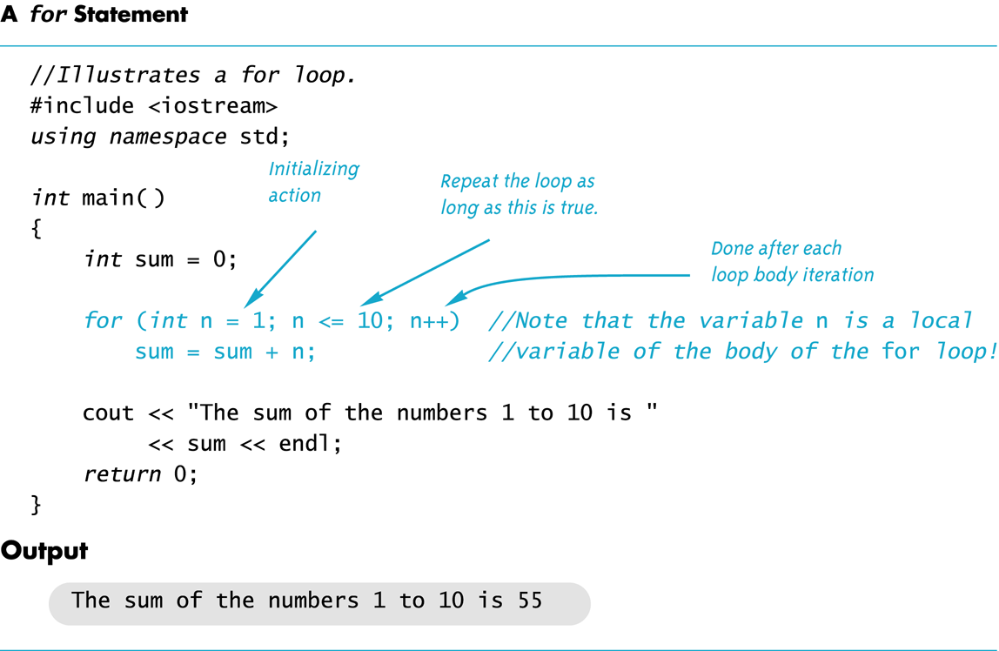 A for Statement
//Illustrates a for loop.
#include <iostream>
using namespace std;
Initializing
action
Repeat the loop as
long as this is true.
int main( )
{
int sum = 0;
Done after each
loop body iteration
for (int n = 1; n <= 10; n++) //Note that the variable n is a local
sum = sum + n; //variable of the body of the for loop!
cout << "The sum of the numbers 1 to 10 is "
<< sum << endl;
return 0;
}
Output
The sum of the numbers 1 to 10 is 55